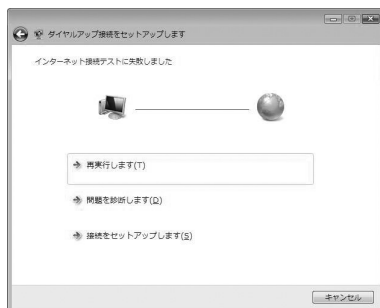 ダイヤルアップ接続をセットアップします
インターネット接続テストに失敗しました
再実行します(T)
問題を診断します(D)
接続をセットアップします(S)
キャンセル